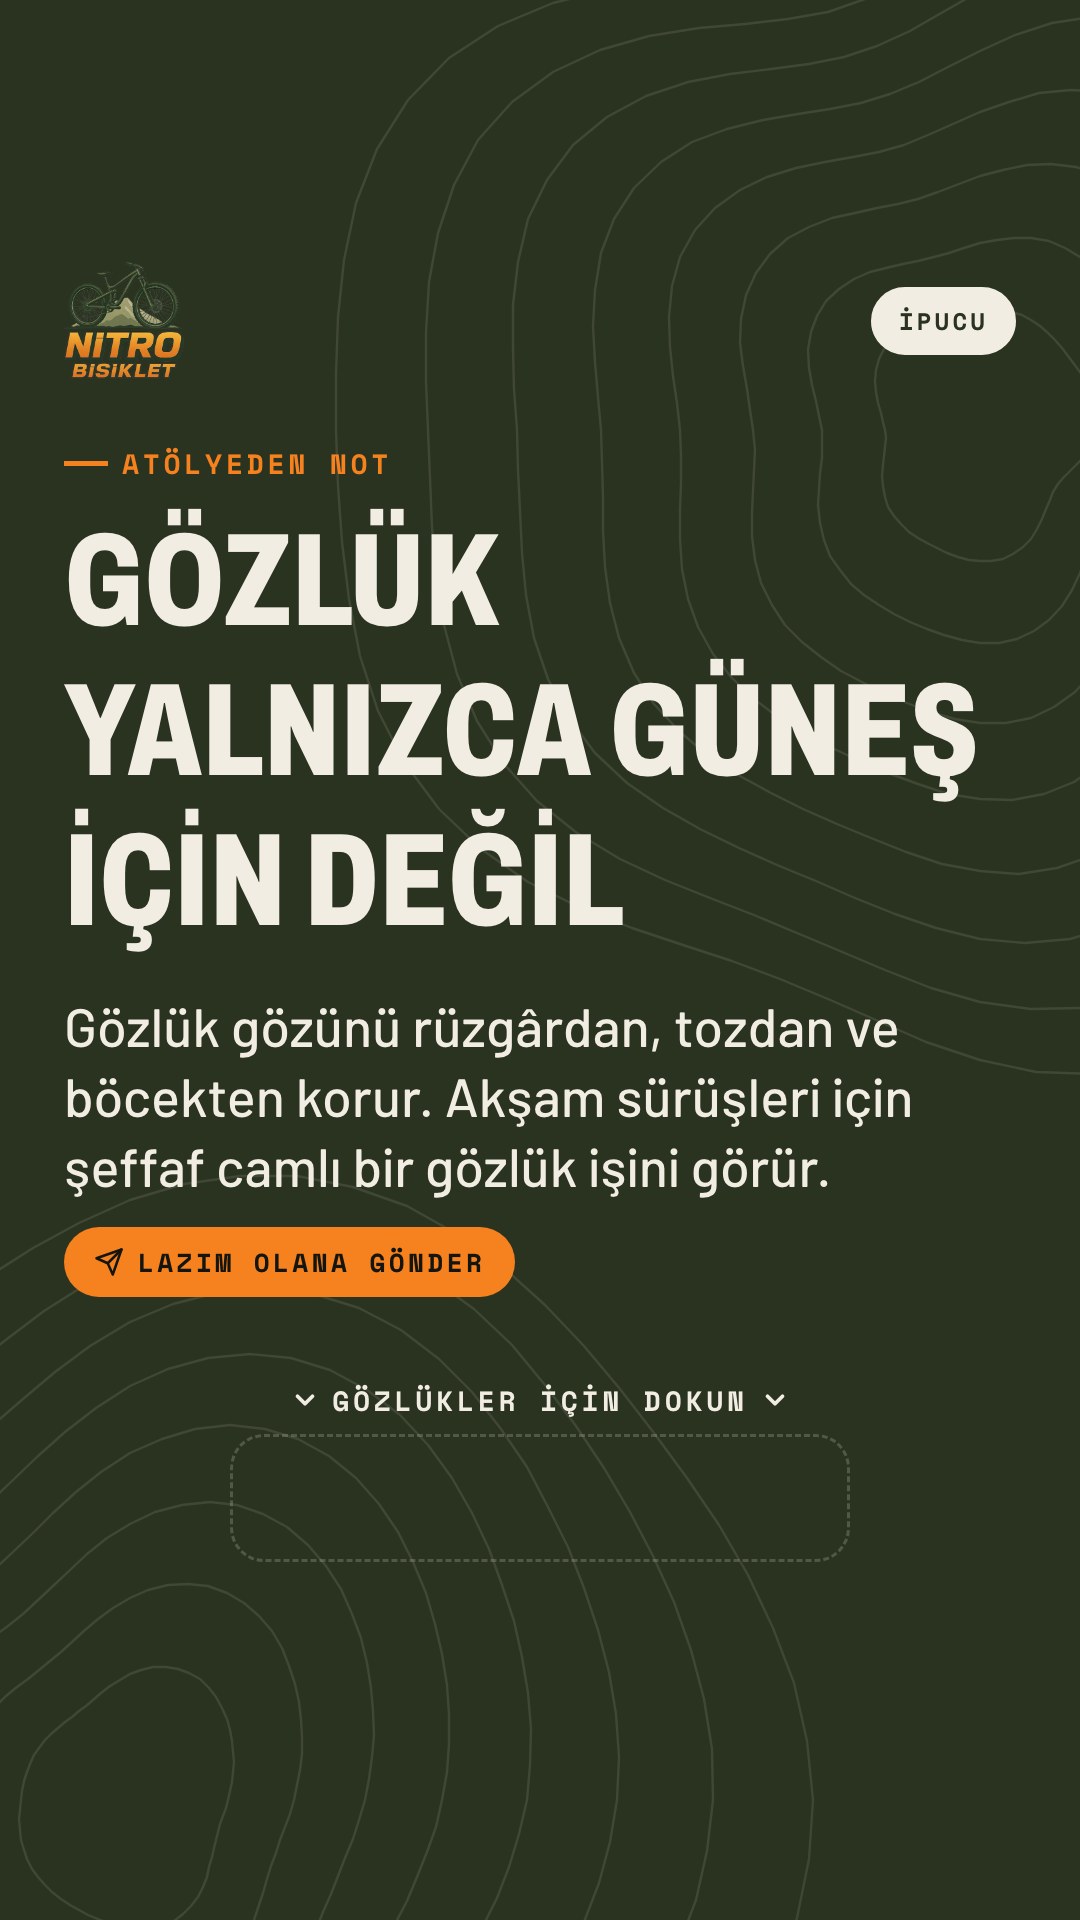 NiTRO
BiSiKLET
İPUCU
ATÖLYEDEN NOT
GÖZLÜK
YALNIZCA GÜNEŞ
İÇİN DEĞİL
Gözlük gözünü rüzgârdan, tozdan ve
böcekten korur. Akşam sürüşleri için
şeffaf camlı bir gözlük işini görür.
LAZIM OLANA GÖNDER
GÖZLÜKLER İÇİN DOKUN